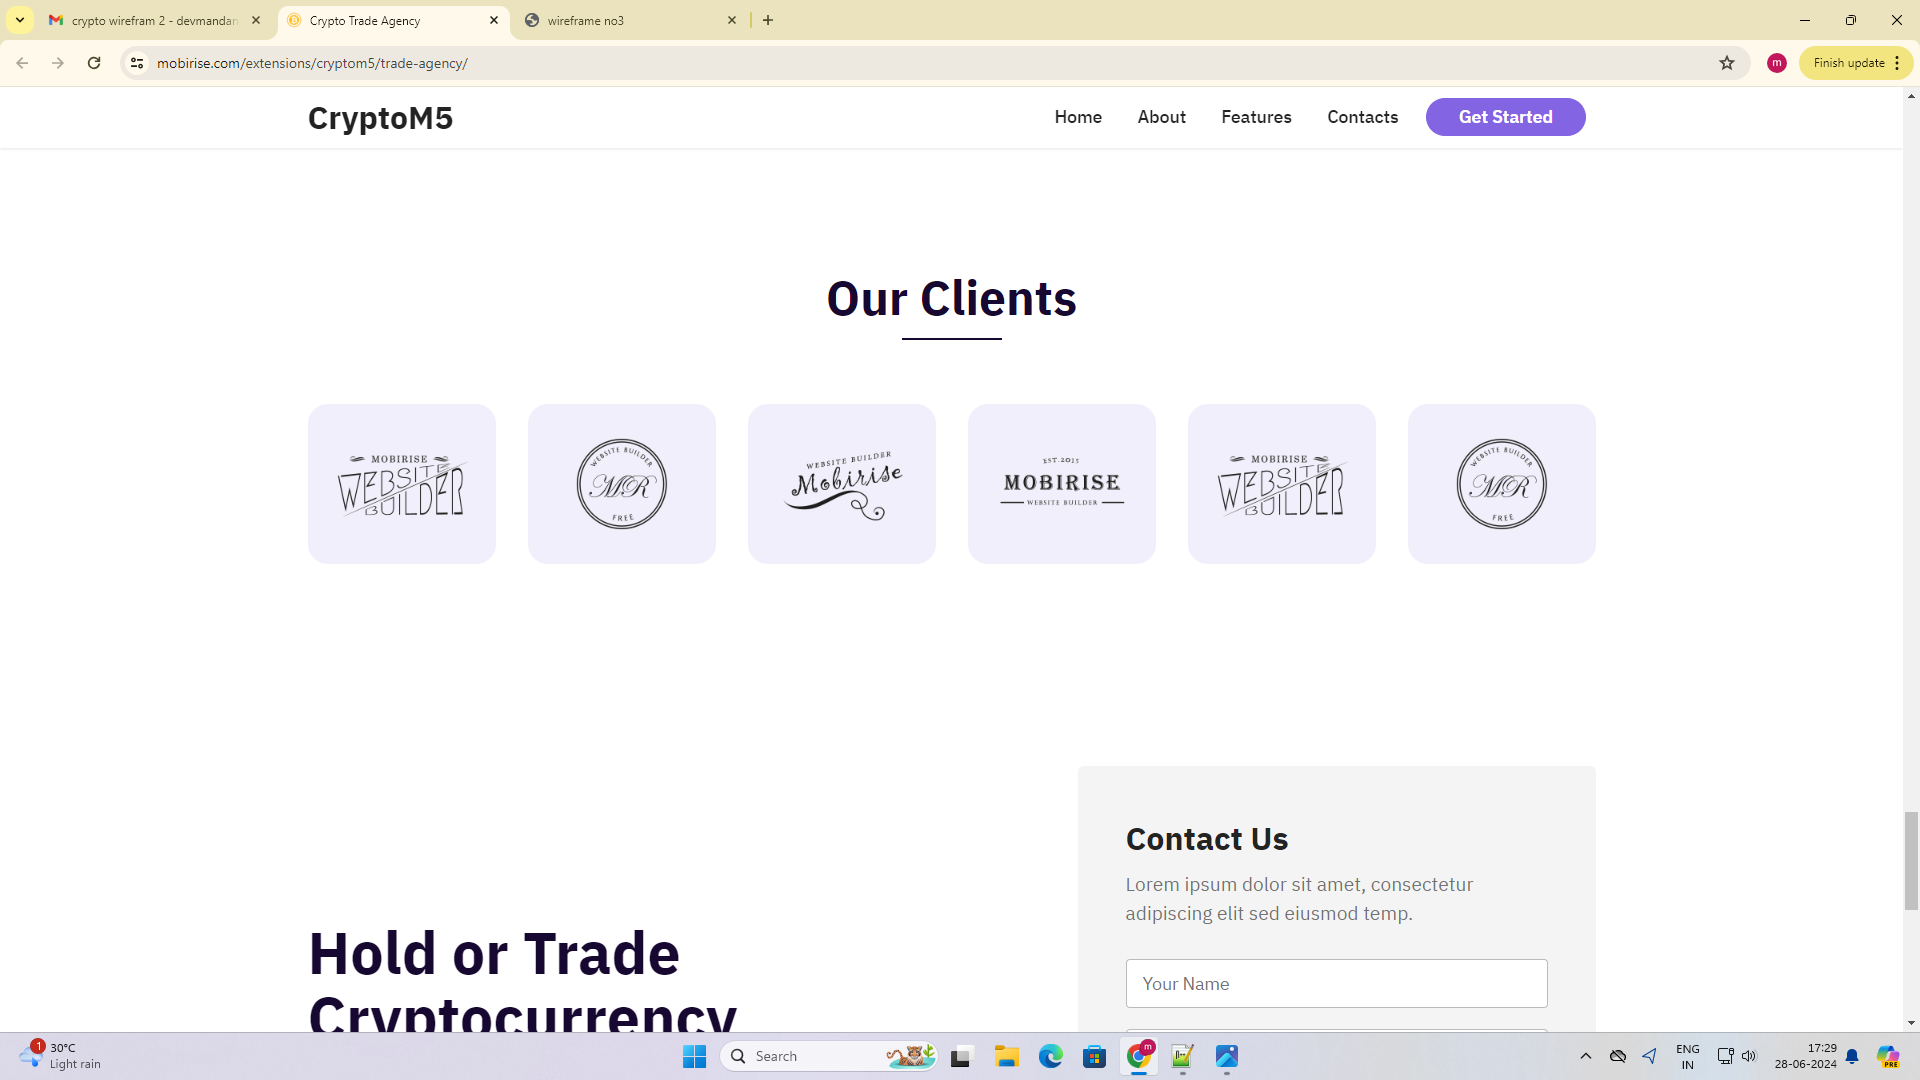 crypto wirefram 2 - devmandan
Crypto Trade Agency
wireframe no3
mobirise.com/extensions/cryptom5/trade-agency/
m
Finish update
CryptoM5
Home
About
Features
Contacts
Get Started
Our Clients
MOBIRISE
WEBSITE
BUILDER
WEBSITE BUILDER
MR
FREE
WEBSITE BUILDER
Mobirise
EST.2015
MOBIRISE
WEBSITE BUILDER
MOBIRISE
WEBSITE
BUILDER
WEBSITE BUILDER
MR
FREE
Contact Us
Lorem ipsum dolor sit amet, consectetur
adipiscing elit sed eiusmod temp.
Your Name
Hold or Trade
Cryptocurrency
1
30°C
Light rain
Search
m
ENG
IN
17:29
28-06-2024
PRE